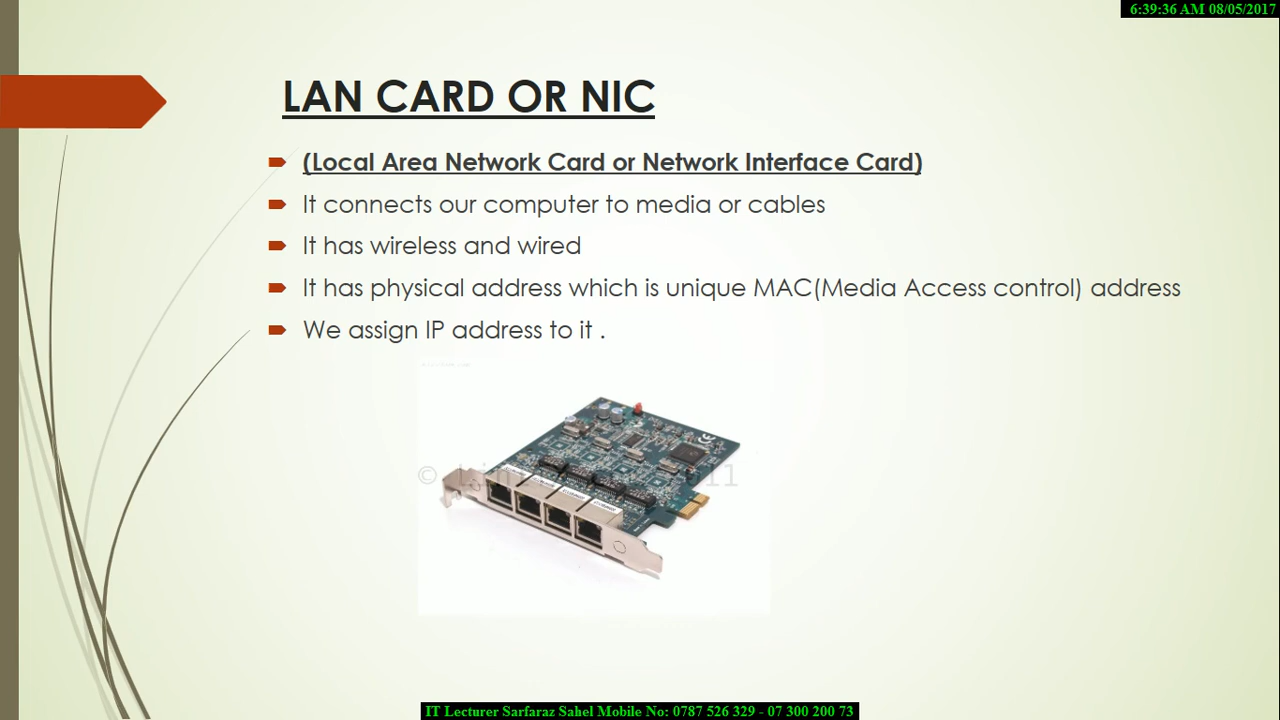 6:39:36 AM 08/05/2017
LAN CARD OR NIC
(Local Area Network Card or Network Interface Card)
It connects our computer to media or cables
It has wireless and wired
It has physical address which is unique MAC(Media Access control) address
We assign IP address to it .
IT Lecturer Sarfaraz Sahel Mobile No: 0787 526 329 - 07 300 200 73